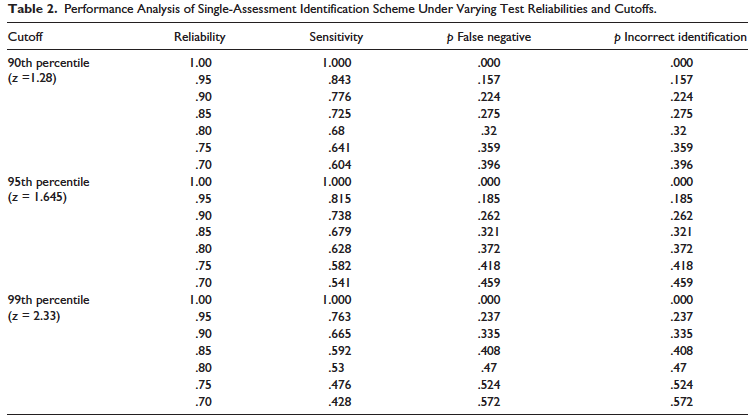 Table 2. Performance Analysis of Single-Assessment Identification Scheme Under Varying Test Reliabilities and Cutoffs.
Cutoff Reliability Sensitivity p False negative p Incorrect identification
90th percentile 1.00 1.000 .000 .000
(z =1.28) .95 .843 .157 .157
.90 .776 .224 .224
.85 .725 .275 .275
.80 .68 .32 .32
.75 .641 .359 .359
.70 .604 .396 .396
95th percentile 1.00 1.000 .000 .000
(z = 1.645) .95 .815 .185 .185
.90 .738 .262 .262
.85 .679 .321 .321
.80 .628 .372 .372
.75 .582 .418 .418
.70 .541 .459 .459
99th percentile 1.00 1.000 .000 .000
(z = 2.33) .95 .763 .237 .237
.90 .665 .335 .335
.85 .592 .408 .408
.80 .53 .47 .47
.75 .476 .524 .524
.70 .428 .572 .572